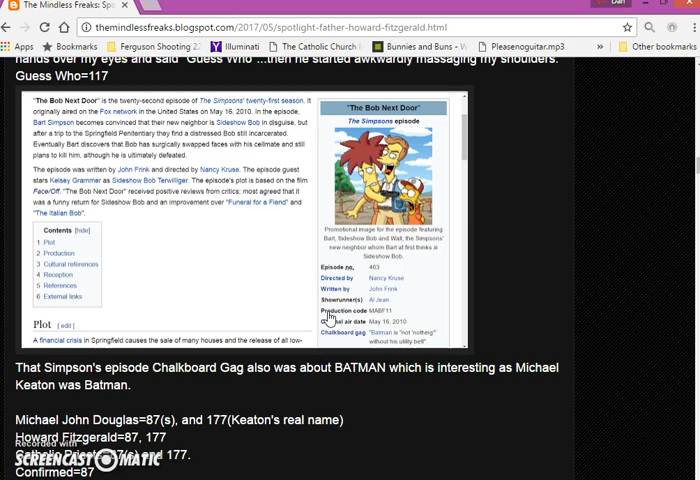 The Mindless Freaks: Spo
Dan
themindlessfreaks.blogspot.com/2017/05/spotlight-father-howard-fitzgerald.html
Apps Bookmarks Ferguson Shooting 22 Illuminati The Catholic Church Bunnies and Buns - Pl Pleasenoguitar.mp3 » Other bookmarks
hands over my eyes and said "Guess Who"...then he started awkwardly massaging my shoulders.
Guess Who=117
"The Bob Next Door" is the twenty-second episode of The Simpsons' twenty-first season. It
originally aired on the Fox network in the United States on May 16, 2010. In the episode,
Bart Simpson becomes convinced that their new neighbor is Sideshow Bob in disguise, but
after a trip to the Springfield Penitentiary they find a distressed Bob still incarcerated.
Eventually Bart discovers that Bob has surgically swapped faces with his cellmate and still
plans to kill him, although he is ultimately defeated.
The episode was written by John Frink and directed by Nancy Kruse. The episode guest
stars Kelsey Grammer as Sideshow Bob Terwilliger. The episode's plot is based on the film
Face/Off. "The Bob Next Door" received positive reviews from critics; most agreed that it
was a funny return for Sideshow Bob and an improvement over "Funeral for a Fiend" and
"The Italian Bob".
Contents [hide]
1 Plot
2 Production
3 Cultural references
4 Reception
5 References
6 External links
Plot [edit]
A financial crisis in Springfield causes the sale of many houses and the release of all low-
"The Bob Next Door"
The Simpsons episode
Promotional image for the episode featuring
Bart, Sideshow Bob and Walt, the Simpsons'
new neighbor whom Bart at first thinks is
Sideshow Bob.
Episode no. 463
Directed by Nancy Kruse
Written by John Frink
Showrunner(s) Al Jean
Production code MABF11
Original air date May 16, 2010
Chalkboard gag "Batman is "not 'nothing'"
without his utility belt".
That Simpson's episode Chalkboard Gag also was about BATMAN which is interesting as Michael
Keaton was Batman.
Michael John Douglas=87(s), and 177(Keaton's real name)
Howard Fitzgerald=87, 177
Catholic Priests=87(s) and 177.
Confirmed=87
Recorded with
SCREENCAST-O-MATIC